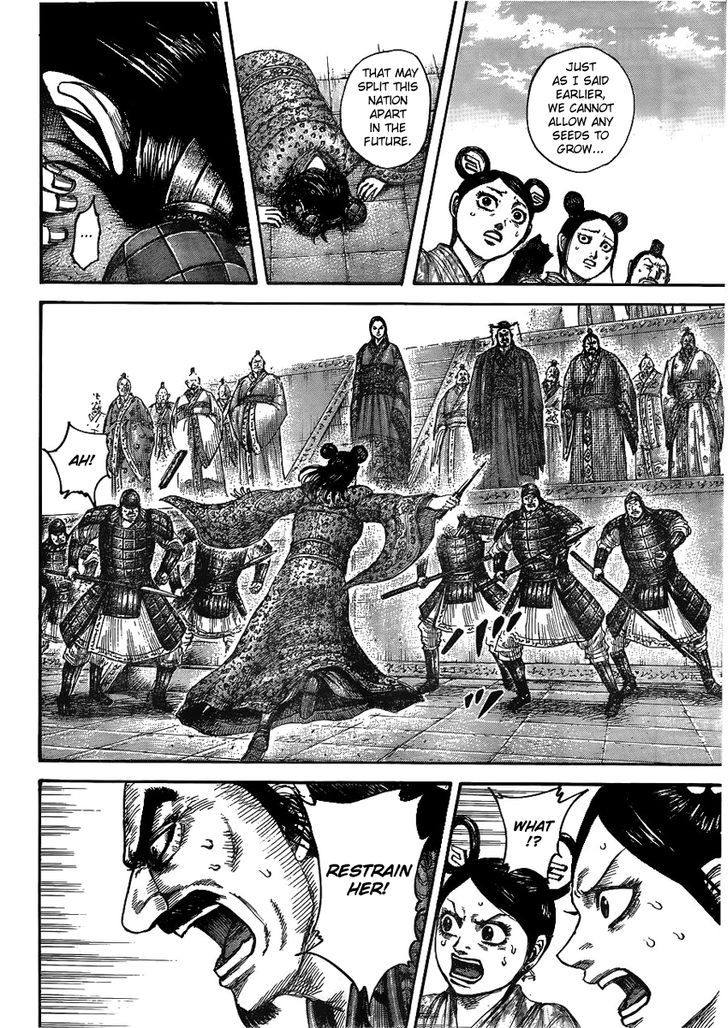 JUST
AS I SAID
EARLIER,
WE CANNOT
ALLOW ANY
SEEDS TO
GROW...
THAT MAY
SPLIT THIS
NATION
APART
IN THE
FUTURE.
...
AH!
WHAT
!?
RESTRAIN
HER!